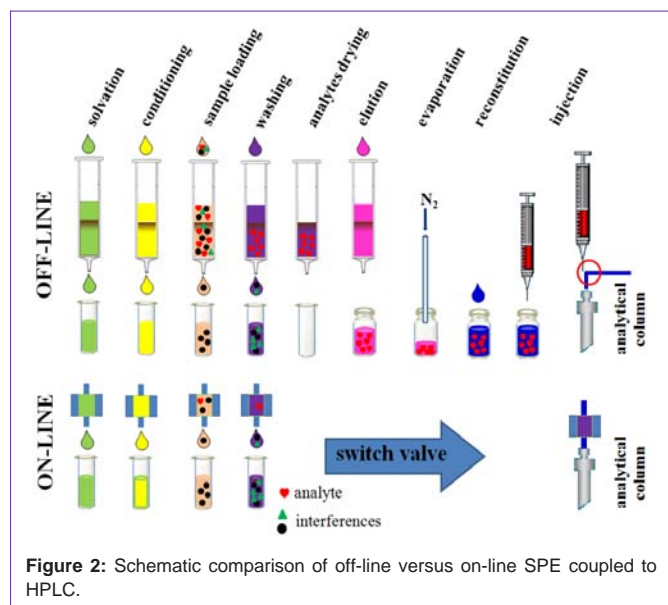 solvation
conditioning
sample loading
washing
analytes drying
elution
evaporation
reconstitution
injection
OFF-LINE
N₂
analytical
column
ON-LINE
switch valve
analyte
interferences
analytical
column
Figure 2: Schematic comparison of off-line versus on-line SPE coupled to
HPLC.